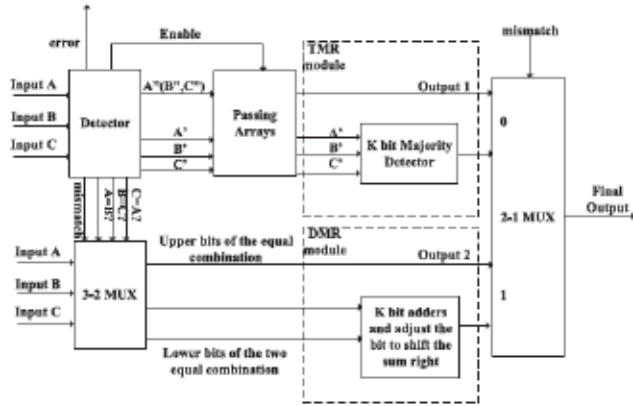 error
Enable
mismatch
TMR
module
Input A
Input B
Input C
Detector
A"(B",C")
A'
B'
C'
Passing
Arrays
Output 1
A'
B'
C'
K bit Majority
Detector
0
2-1 MUX
1
Final
Output
mismatch
A=B?
B=C?
C=A?
Input A
Input B
Input C
3-2 MUX
Upper bits of the equal
combination
DMR
module
Output 2
K bit adders
and adjust the
bit to shift the
sum right
Lower bits of the two
equal combination